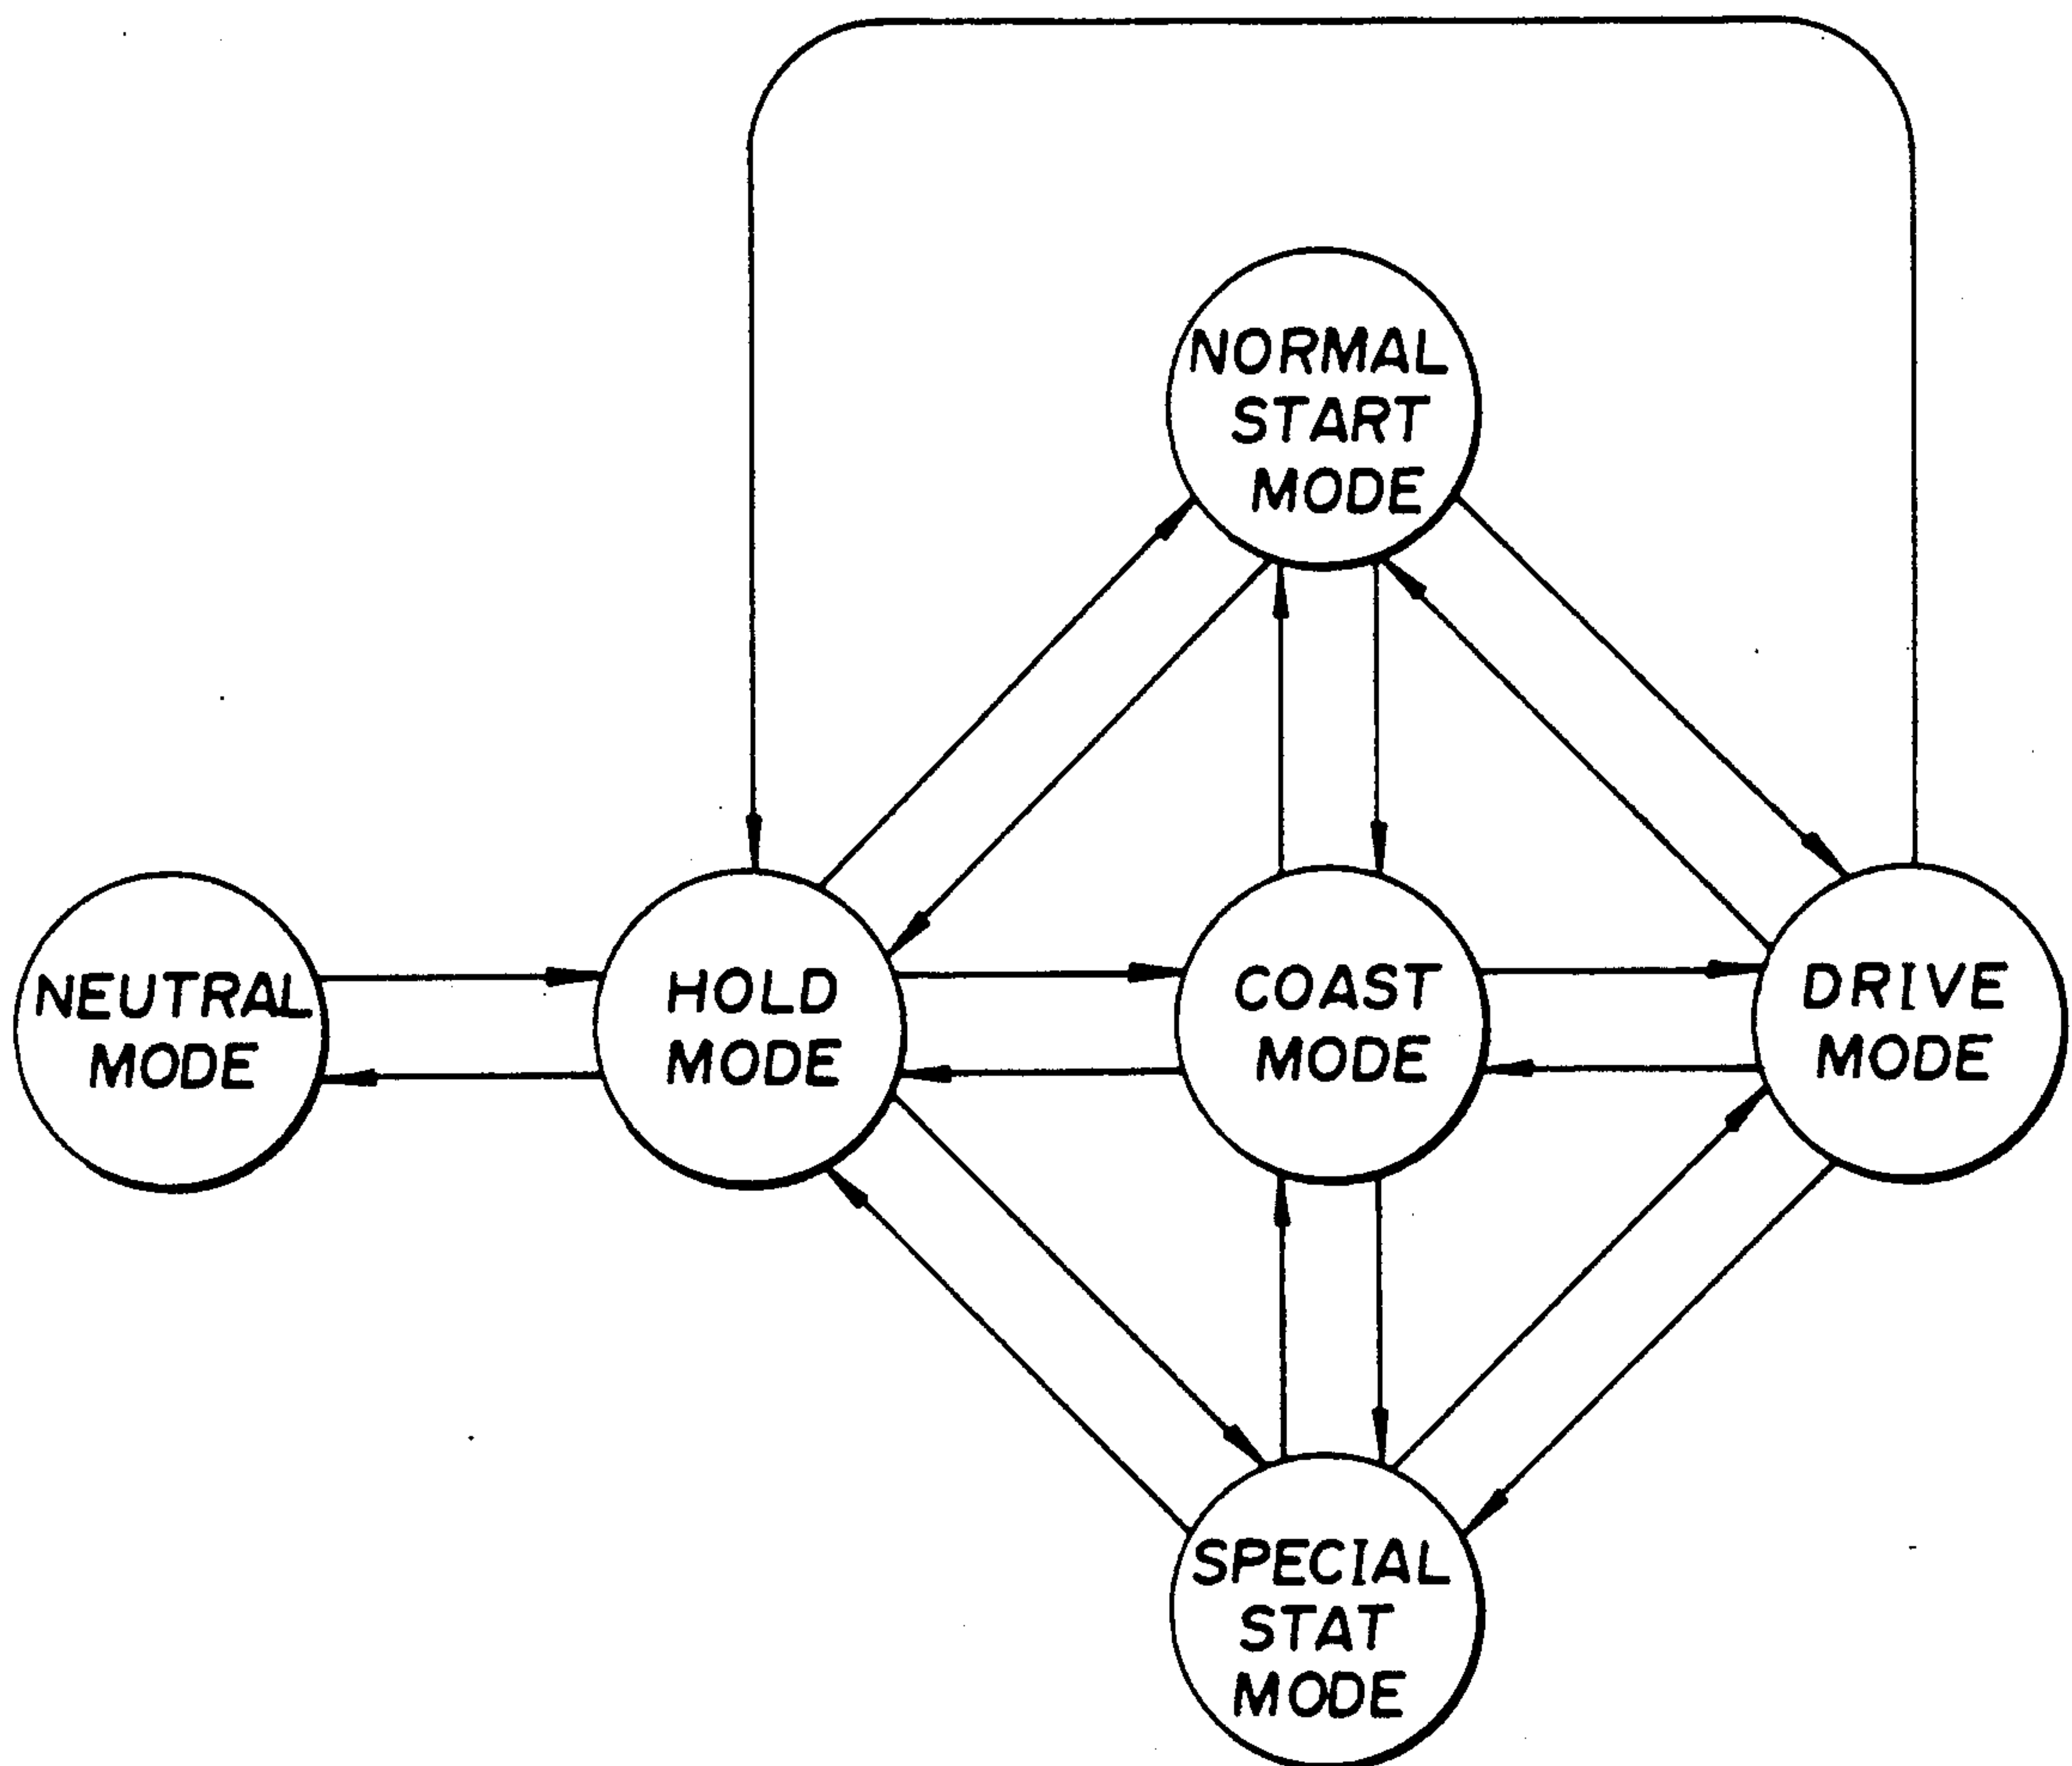 NORMAL
START
MODE
NEUTRAL
MODE
HOLD
MODE
COAST
MODE
DRIVE
MODE
SPECIAL
STAT
MODE